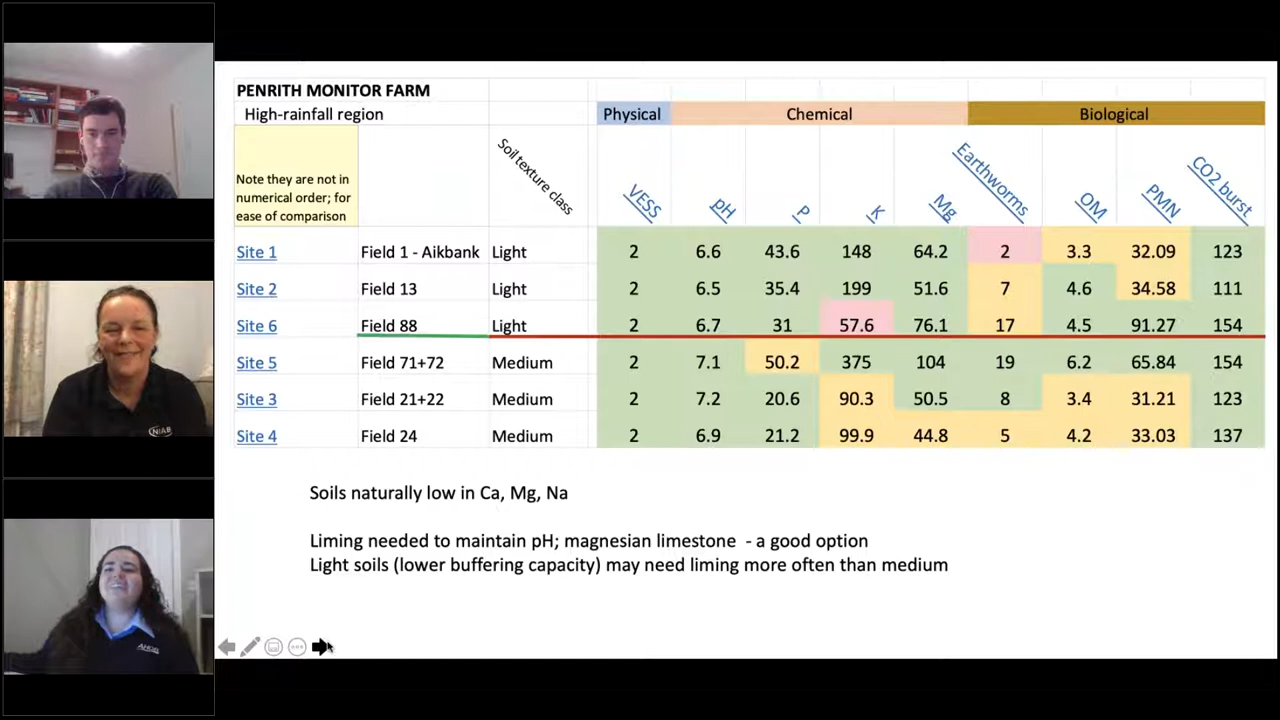 PENRITH MONITOR FARM
High-rainfall region
Physical Chemical Biological
Note they are not in
numerical order; for
ease of comparison
Soil texture class VESS pH P K Mg Earthworms OM PMN CO2 burst
Site 1 Field 1 - Aikbank Light 2 6.6 43.6 148 64.2 2 3.3 32.09 123
Site 2 Field 13 Light 2 6.5 35.4 199 51.6 7 4.6 34.58 111
Site 6 Field 88 Light 2 6.7 31 57.6 76.1 17 4.5 91.27 154
Site 5 Field 71+72 Medium 2 7.1 50.2 375 104 19 6.2 65.84 154
Site 3 Field 21+22 Medium 2 7.2 20.6 90.3 50.5 8 3.4 31.21 123
Site 4 Field 24 Medium 2 6.9 21.2 99.9 44.8 5 4.2 33.03 137
Soils naturally low in Ca, Mg, Na
Liming needed to maintain pH; magnesian limestone - a good option
Light soils (lower buffering capacity) may need liming more often than medium
NIAB
AHDB